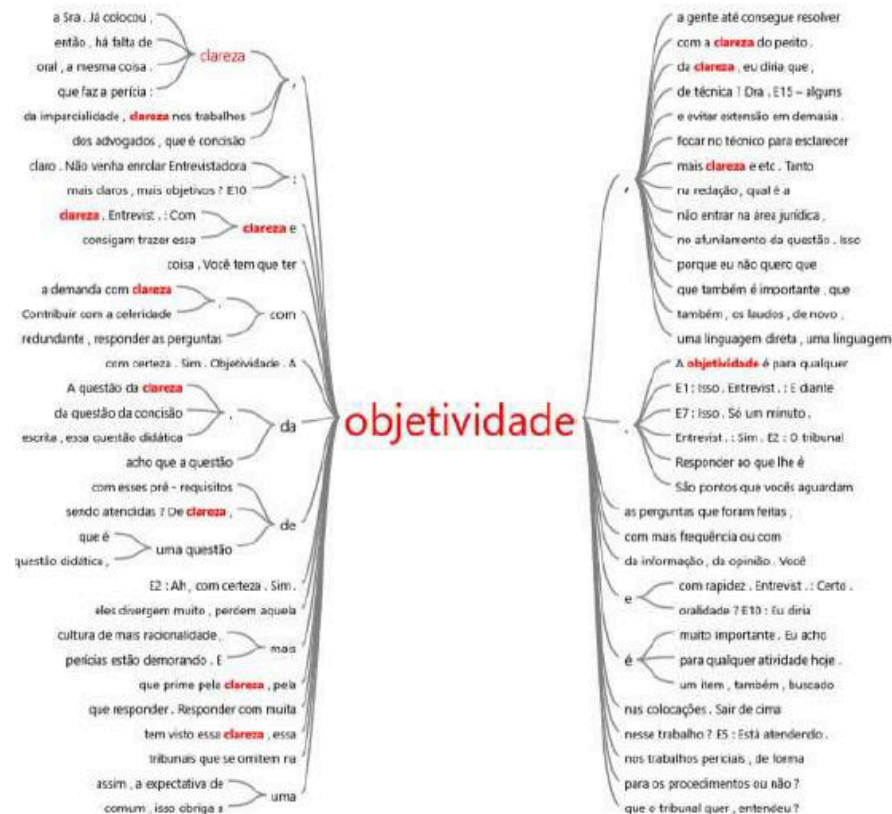 a Sra . Já colocou ,
então , há falta de
oral , a mesma coisa .
que faz a perícia :
clareza
da imparcialidade , clareza nos trabalhos
dos advogados , que é concisão
,
claro . Não venha enrolar Entrevistadora
mais claros , mais objetivos ? E10
:
clareza . Entrevist . : Com
consigam trazer essa
clareza e
coisa . Você tem que ter
a demanda com clareza
Contribuir com a celeridade
,
redundante , responder as perguntas
com
com certeza . Sim . Objetividade . A
A questão da clareza
da questão da concisão
escrita , essa questão didática
,
acho que a questão
da
com esses pré - requisitos
sendo atendidas ? De clareza ,
que é
questão didática ,
uma questão
de
E2 : Ah , com certeza . Sim .
eles divergem muito , perdem aquela
cultura de mais racionalidade ,
perícias estão demorando . E
mais
que prime pela clareza , pela
que responder . Responder com muita
tem visto essa clareza , essa
tribunais que se omitem na
assim , a expectativa de
comum , isso obriga a
uma
objetividade
,
a gente até consegue resolver
com a clareza do perito .
da clareza , eu diria que ,
de técnica ? Dra . E15 – alguns
e evitar extensão em demasia .
focar no técnico para esclarecer
mais clareza e etc . Tanto
na redação , qual é a
não entrar na área jurídica ,
no afunilamento da questão . Isso
porque eu não quero que
que também é importante , que
também , os laudos , de novo ,
uma linguagem direta , uma linguagem
.
A objetividade é para qualquer
E1 : Isso . Entrevist . : E diante
E7 : Isso . Só um minuto .
Entrevist . : Sim . E2 : O tribunal
Responder ao que lhe é
São pontos que vocês aguardam
as perguntas que foram feitas ,
com mais frequência ou com
da informação , da opinião . Você
e
com rapidez . Entrevist . : Certo .
oralidade ? E10 : Eu diria
é
muito importante . Eu acho
para qualquer atividade hoje .
um item , também , buscado
nas colocações . Sair de cima
nesse trabalho ? E5 : Está atendendo .
nos trabalhos periciais , de forma
para os procedimentos ou não ?
que o tribunal quer , entendeu ?